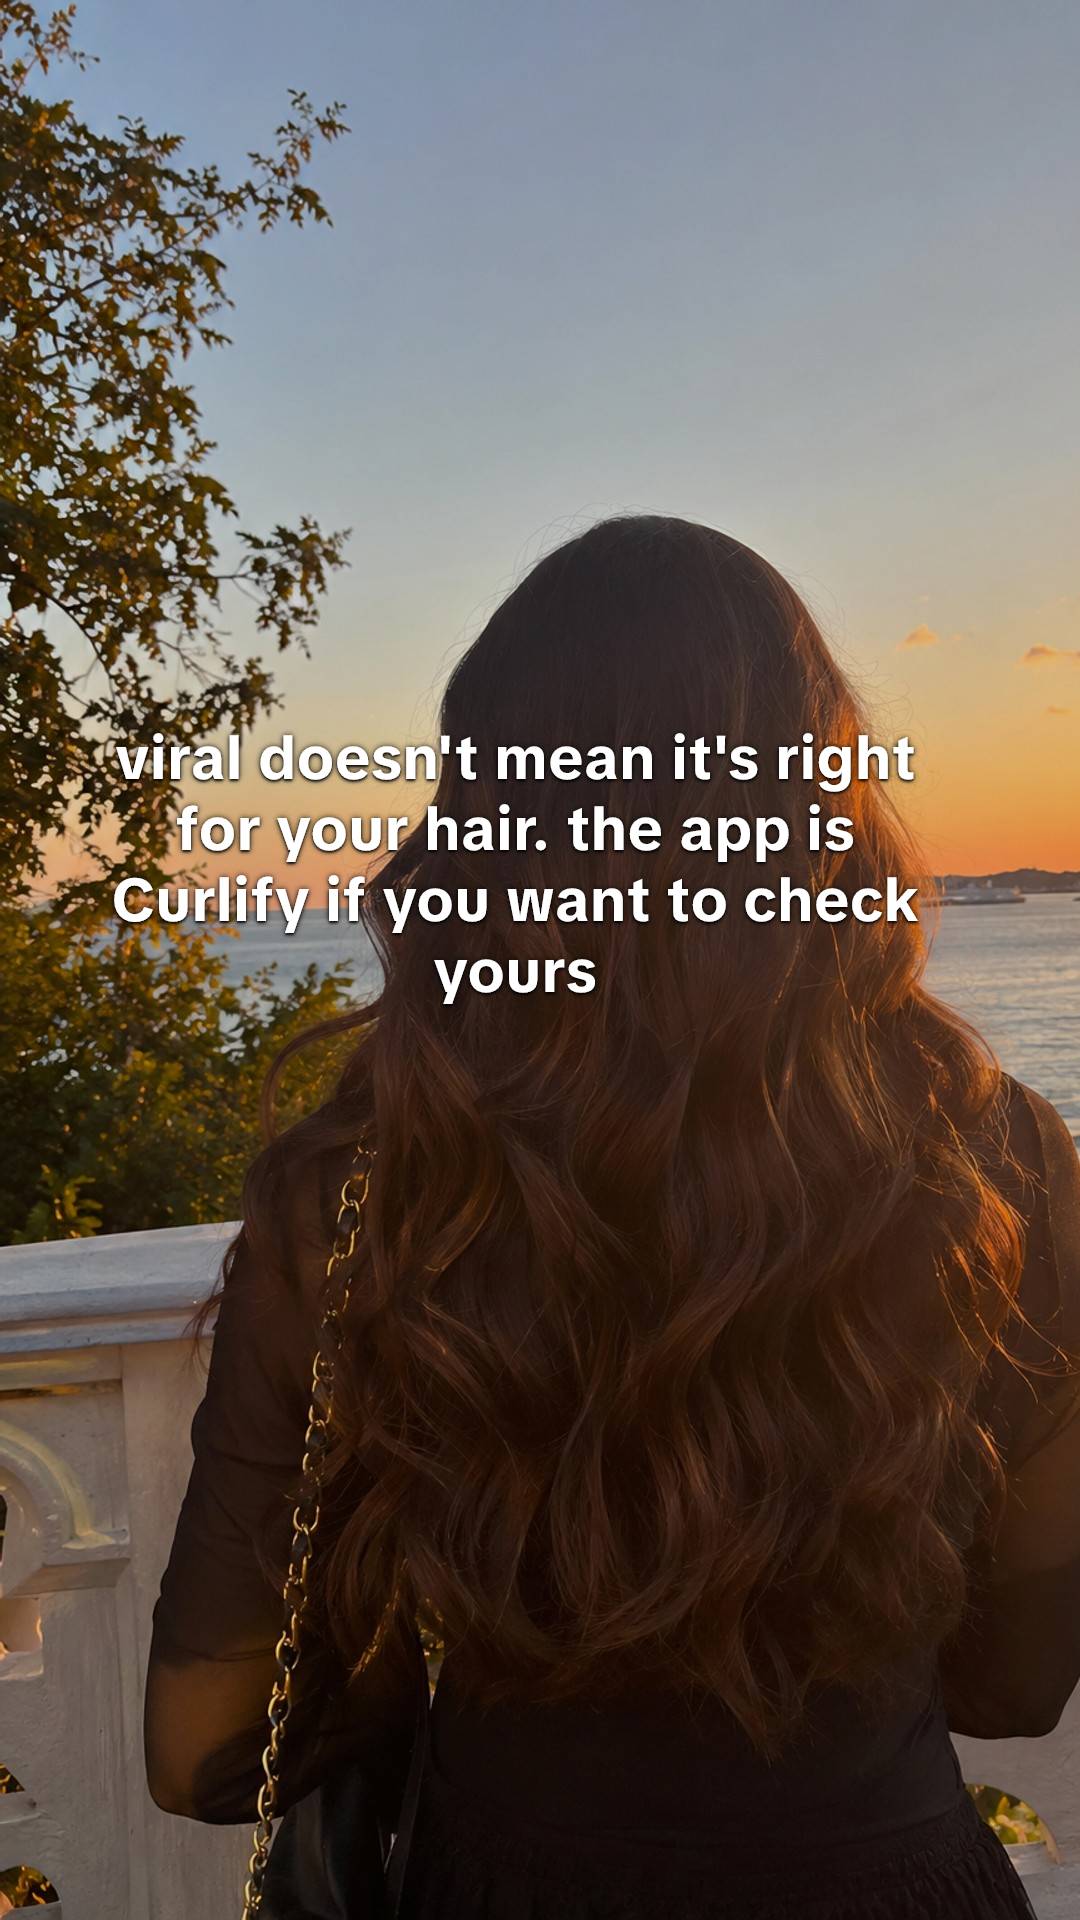 viral doesn't mean it's right
for your hair. the app is
Curlify if you want to check
yours